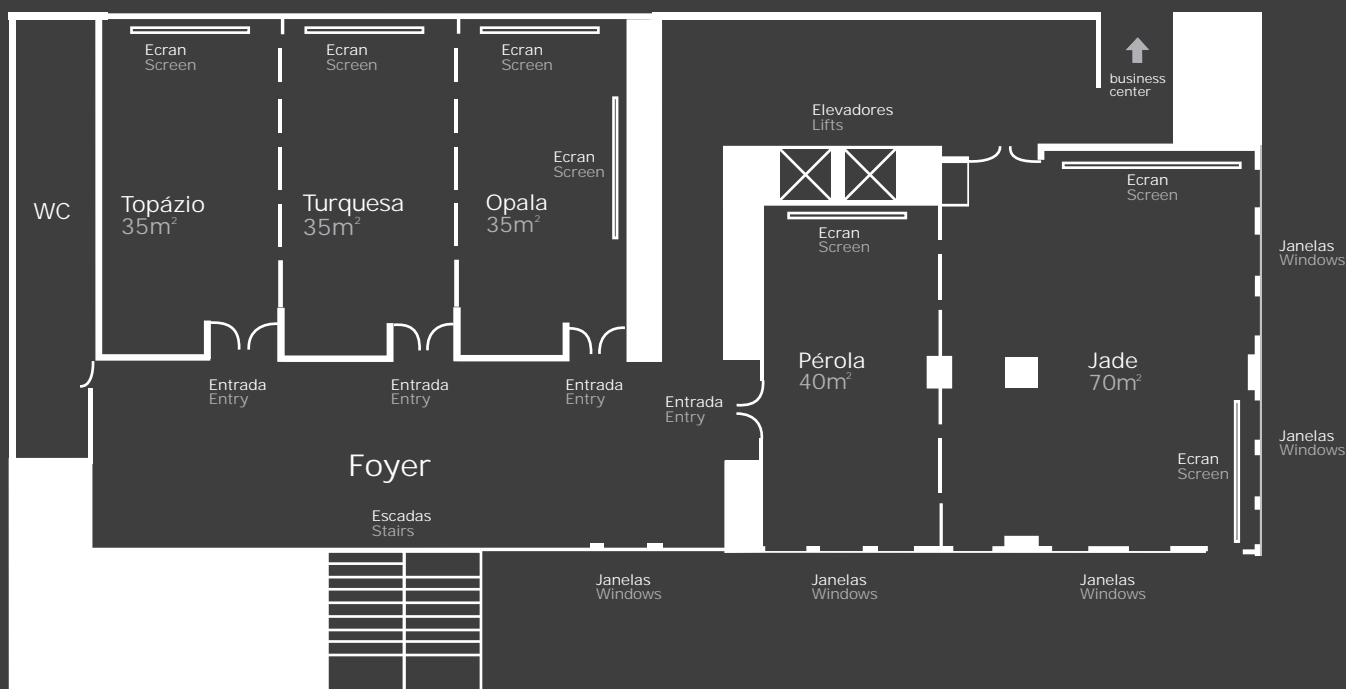 Ecran
Screen
Ecran
Screen
Ecran
Screen
business
center
Elevadores
Lifts
Ecran
Screen
Ecran
Screen
WC
Topázio
35m²
Turquesa
35m²
Opala
35m²
Ecran
Screen
Janelas
Windows
Pérola
40m²
Jade
70m²
Entrada
Entry
Entrada
Entry
Entrada
Entry
Entrada
Entry
Janelas
Windows
Foyer
Ecran
Screen
Escadas
Stairs
Janelas
Windows
Janelas
Windows
Janelas
Windows